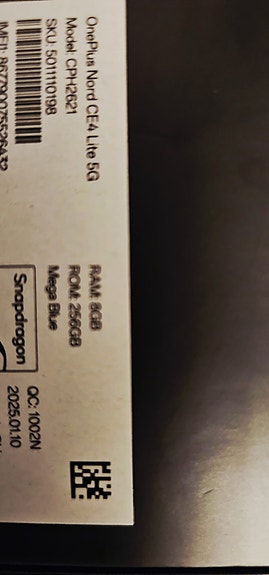 OnePlus Nord CE4 Lite 5G
Model: CPH2621
SKU: 5011110198
RAM: 8GB
ROM: 256GB
Mega Blue
Snapdragon
QC: 1002N
2025.01.10